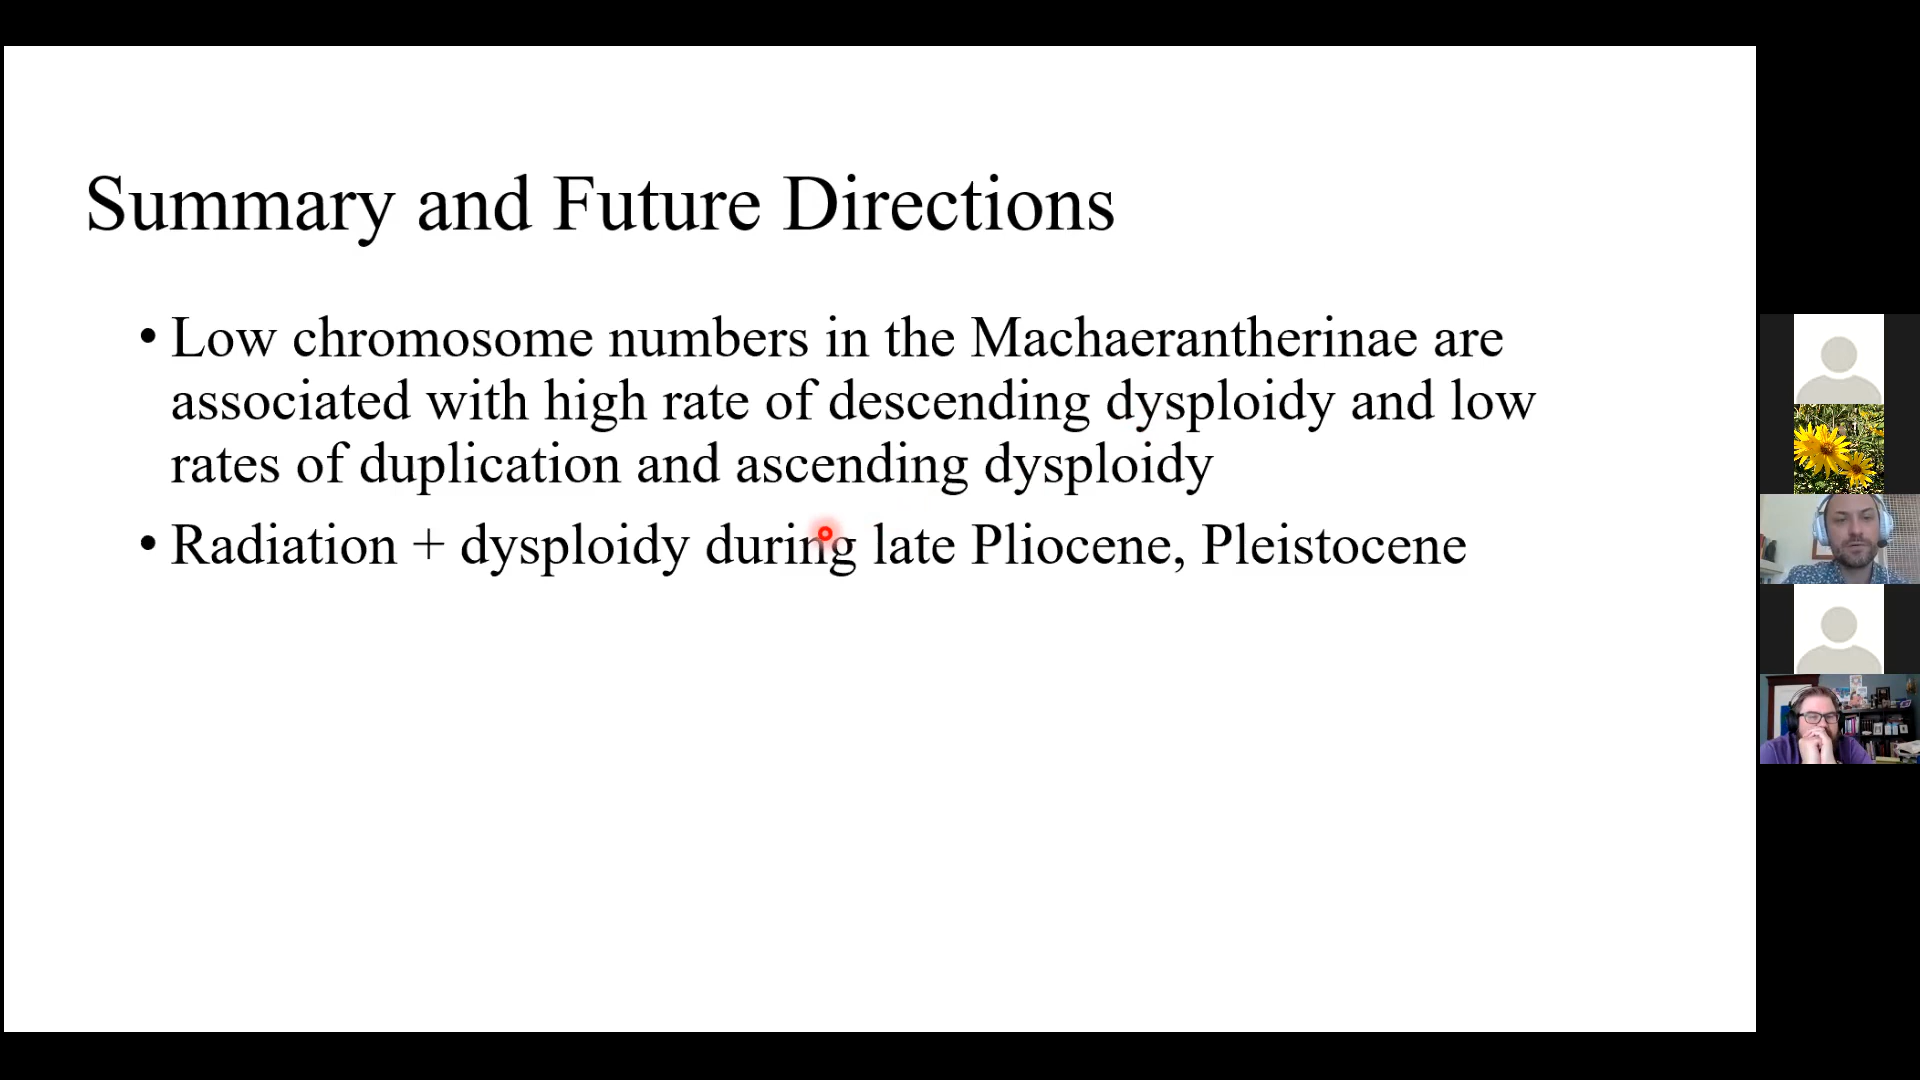 Summary and Future Directions
• Low chromosome numbers in the Machaerantherinae are
associated with high rate of descending dysploidy and low
rates of duplication and ascending dysploidy
• Radiation + dysploidy during late Pliocene, Pleistocene